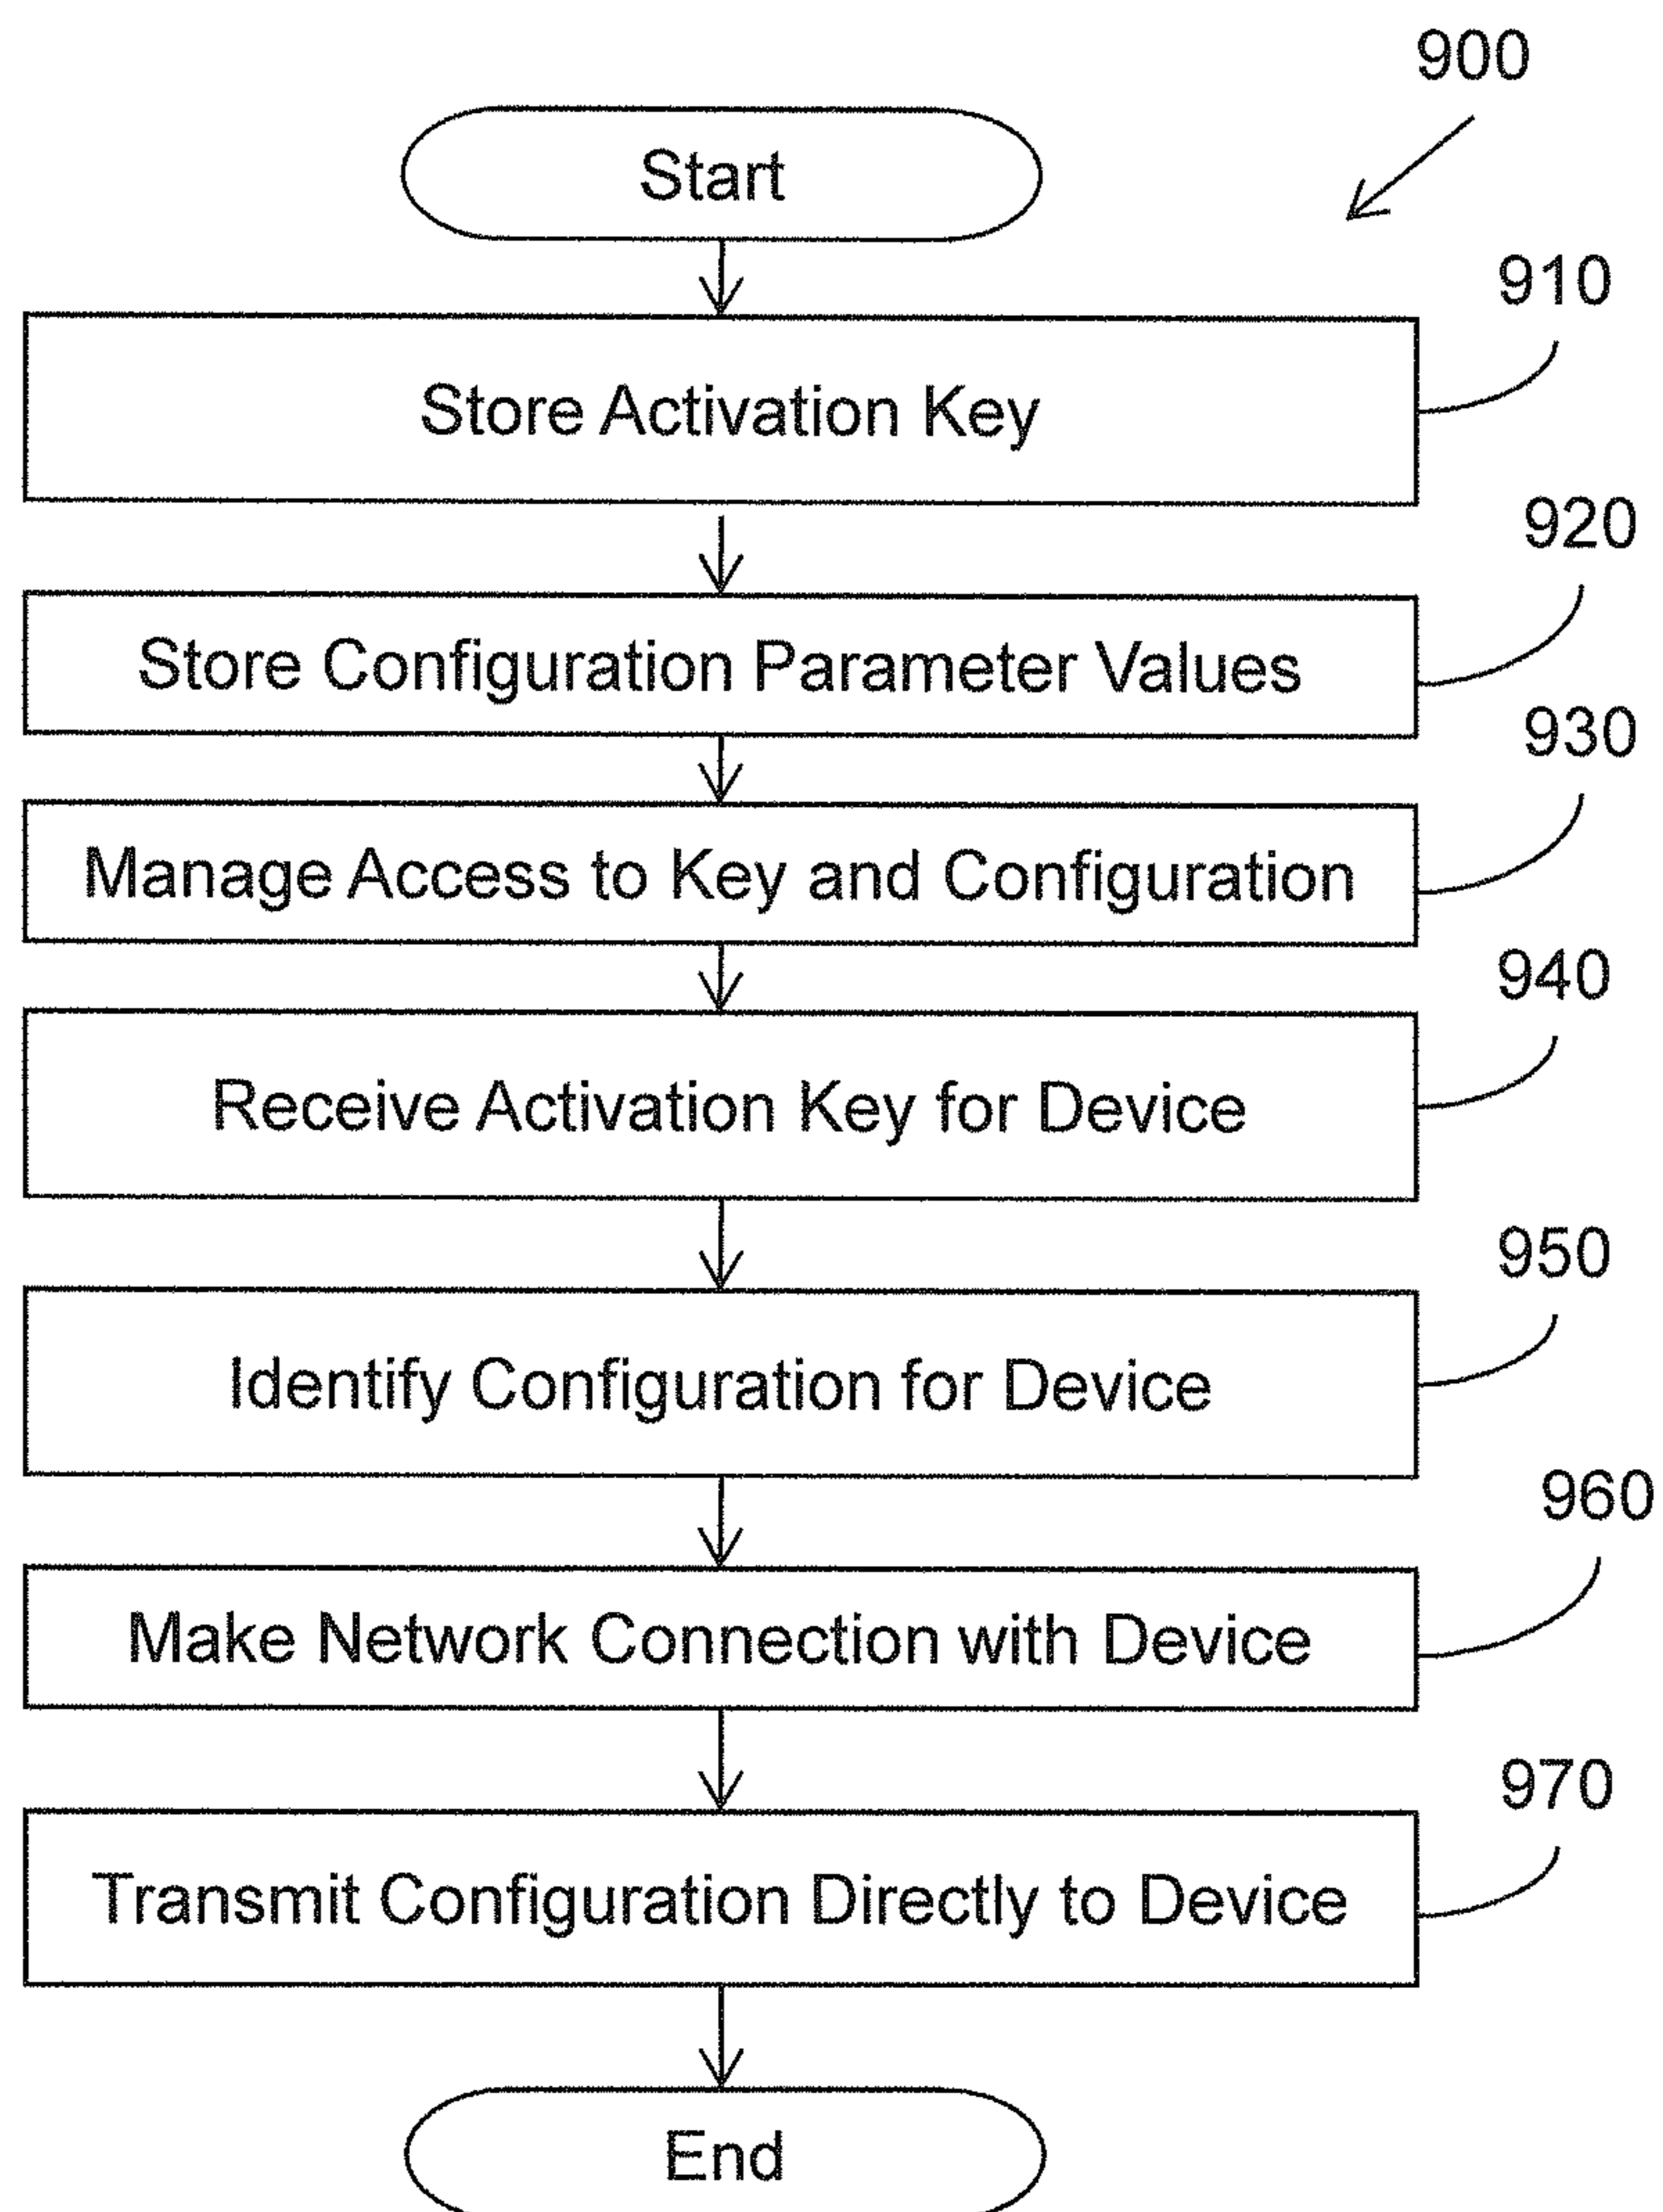 900
Start
910
Store Activation Key
920
Store Configuration Parameter Values
930
Manage Access to Key and Configuration
940
Receive Activation Key for Device
950
Identify Configuration for Device
960
Make Network Connection with Device
970
Transmit Configuration Directly to Device
End